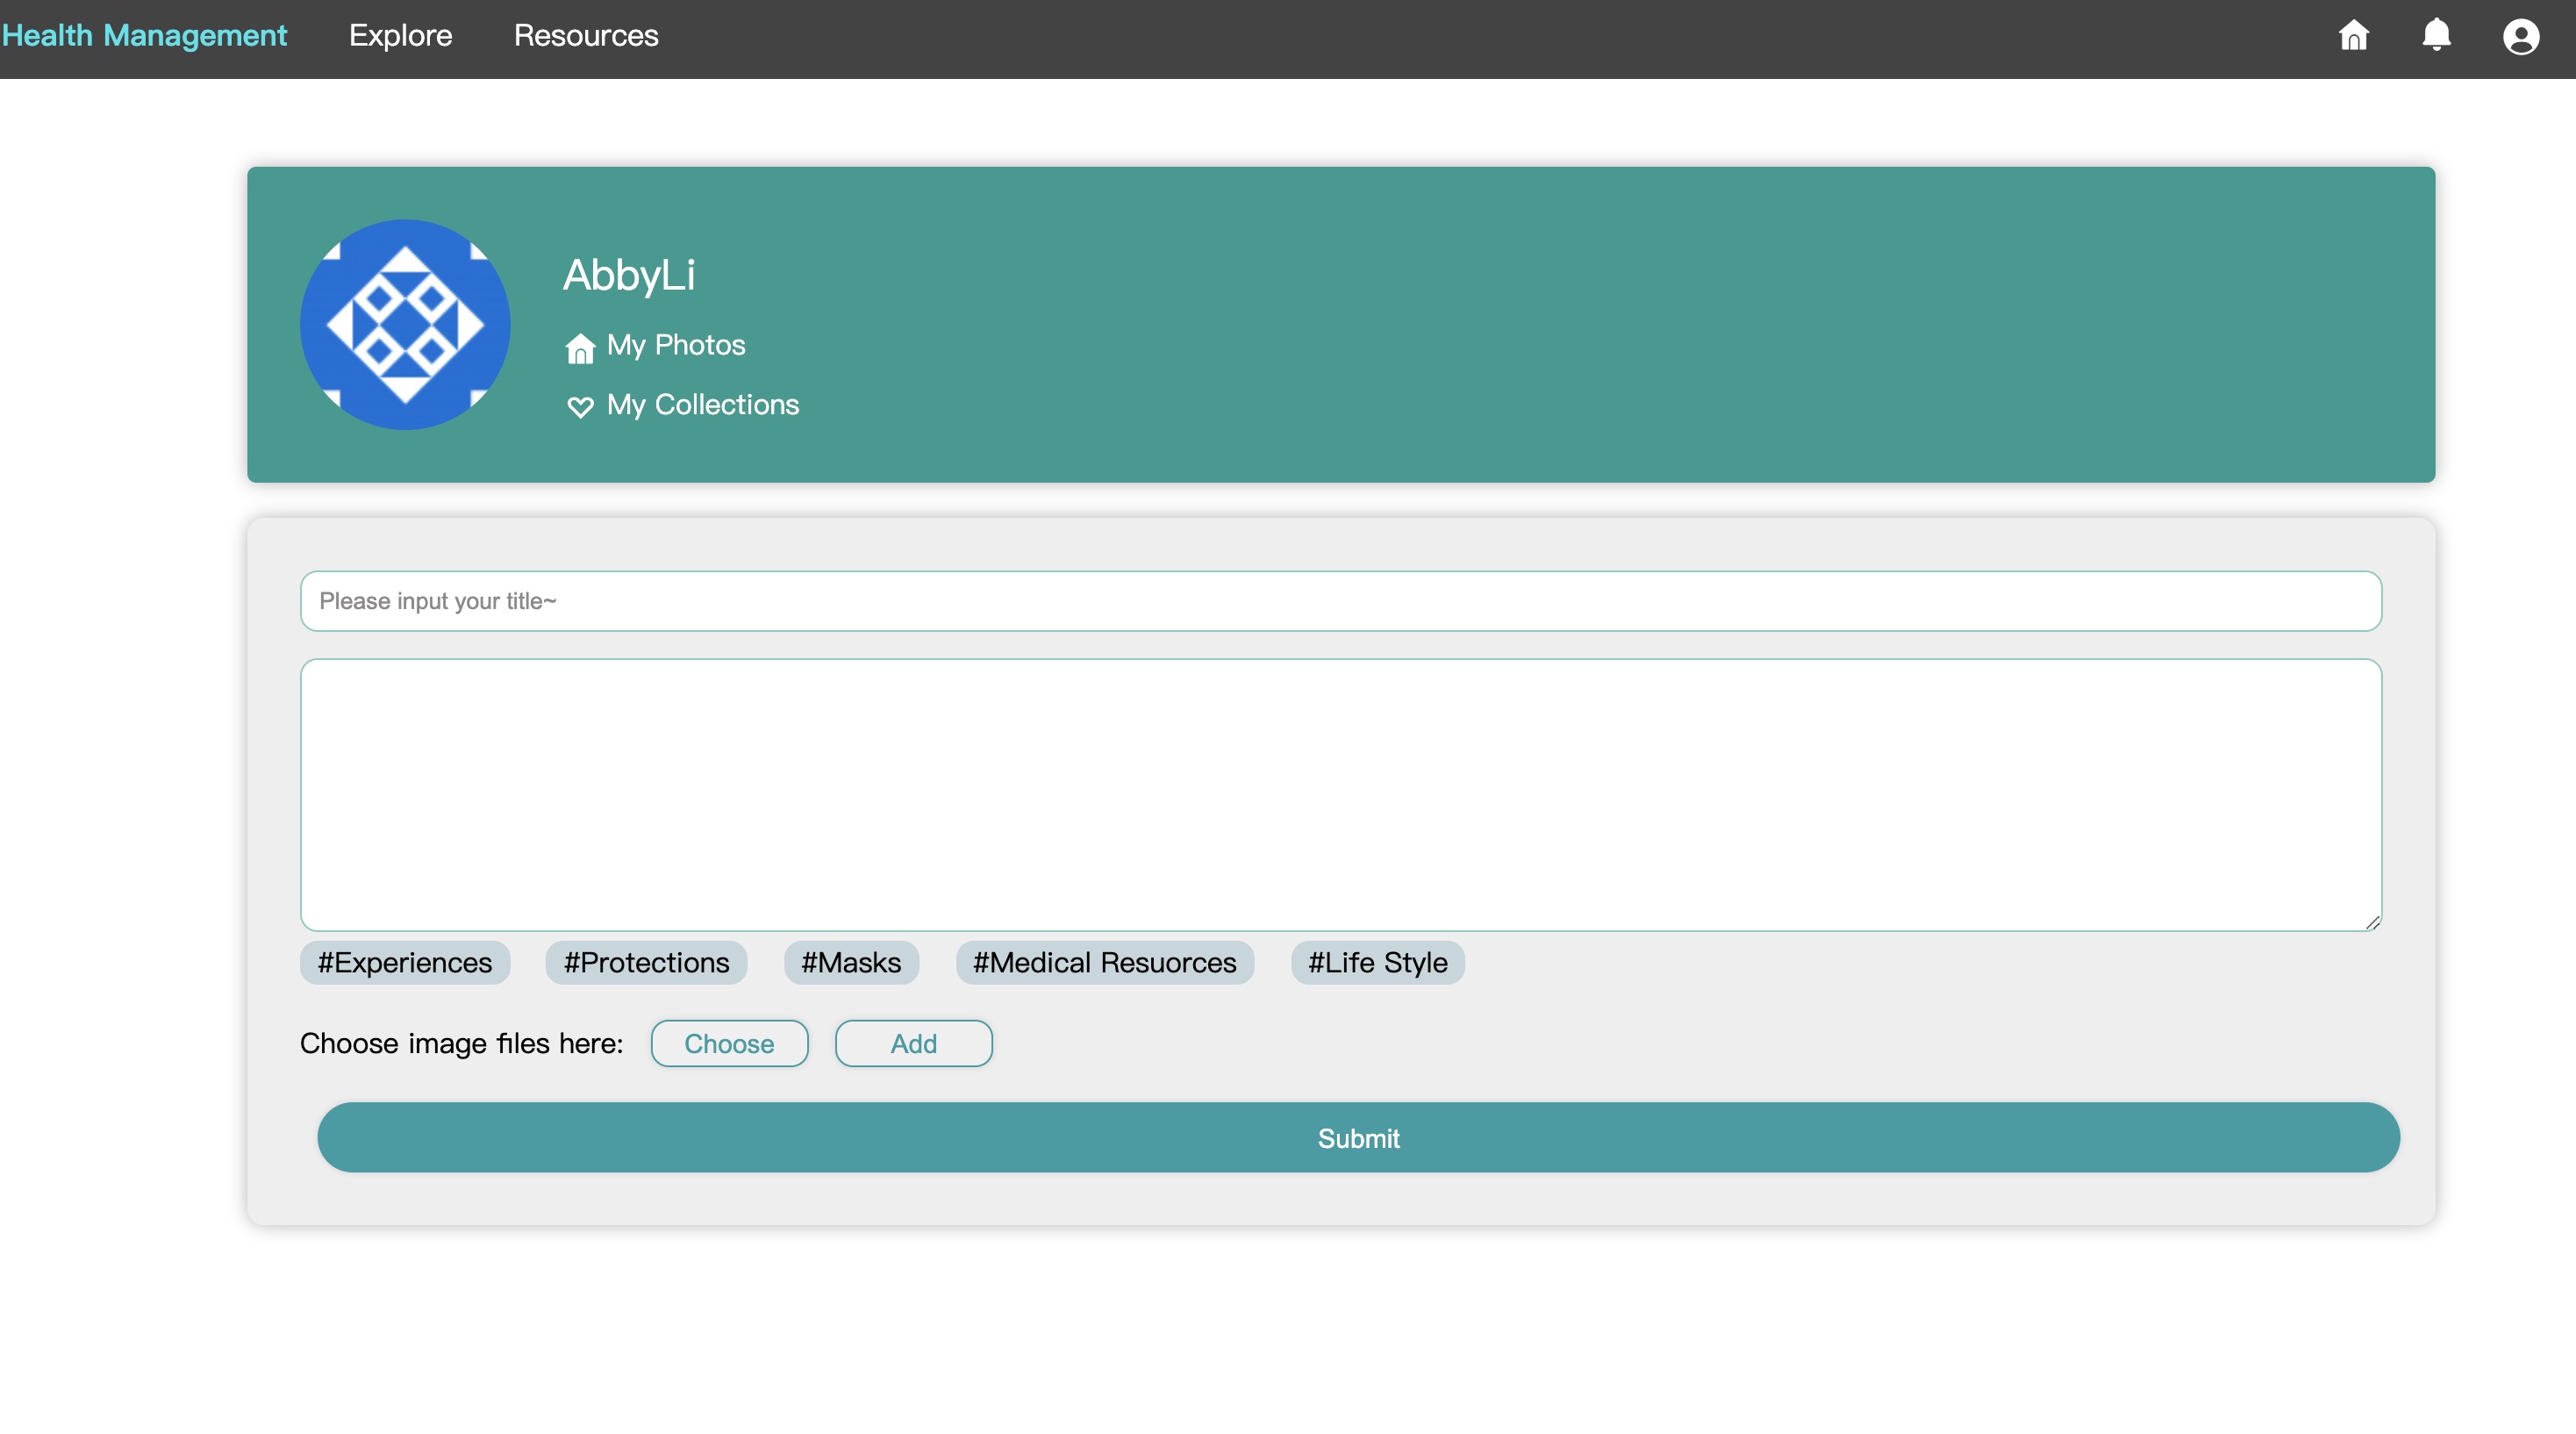 Health Management Explore Resources
AbbyLi
My Photos
My Collections
Please input your title~
#Experiences #Protections #Masks #Medical Resuorces #Life Style
Choose image files here: Choose Add
Submit